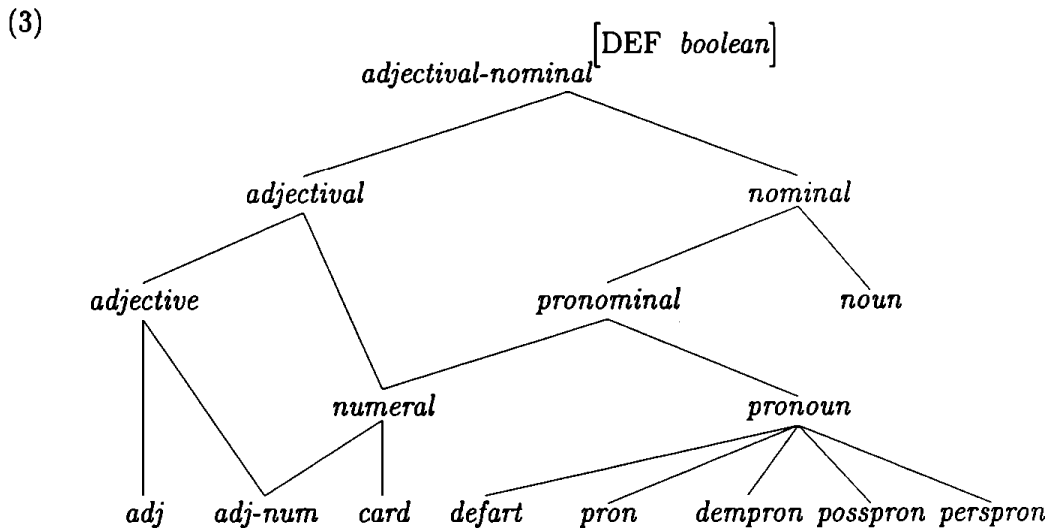 (3)
[DEF boolean]
adjectival-nominal
adjectival nominal
adjective pronominal noun
numeral pronoun
adj adj-num card defart pron dempron posspron perspron